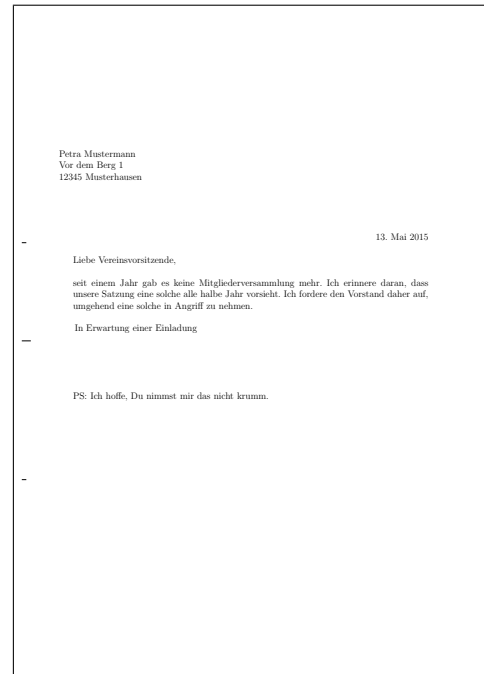 Petra Mustermann
Vor dem Berg 1
12345 Musterhausen
13. Mai 2015
Liebe Vereinsvorsitzende,
seit einem Jahr gab es keine Mitgliederversammlung mehr. Ich erinnere daran, dass
unsere Satzung eine solche alle halbe Jahr vorsieht. Ich fordere den Vorstand daher auf,
umgehend eine solche in Angriff zu nehmen.
In Erwartung einer Einladung
PS: Ich hoffe, Du nimmst mir das nicht krumm.